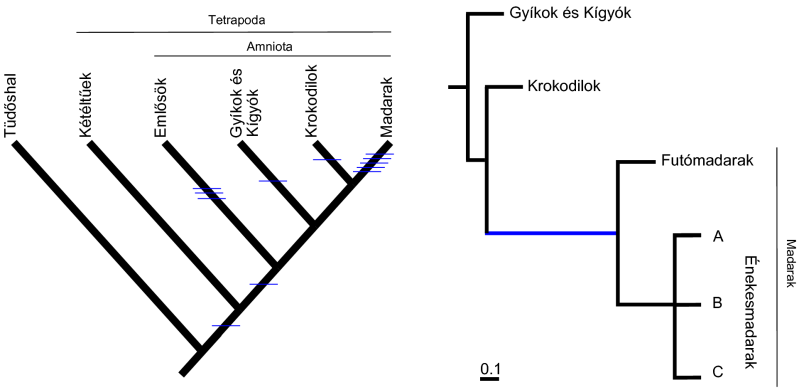 Tetrapoda
Amniota
Tüdőshal
Kétéltűek
Emlősök
Gyíkok és
Kígyók
Krokodilok
Madarak
Gyíkok és Kígyók
Krokodilok
Futómadarak
A
B
C
Énekesmadarak
Madarak
0.1